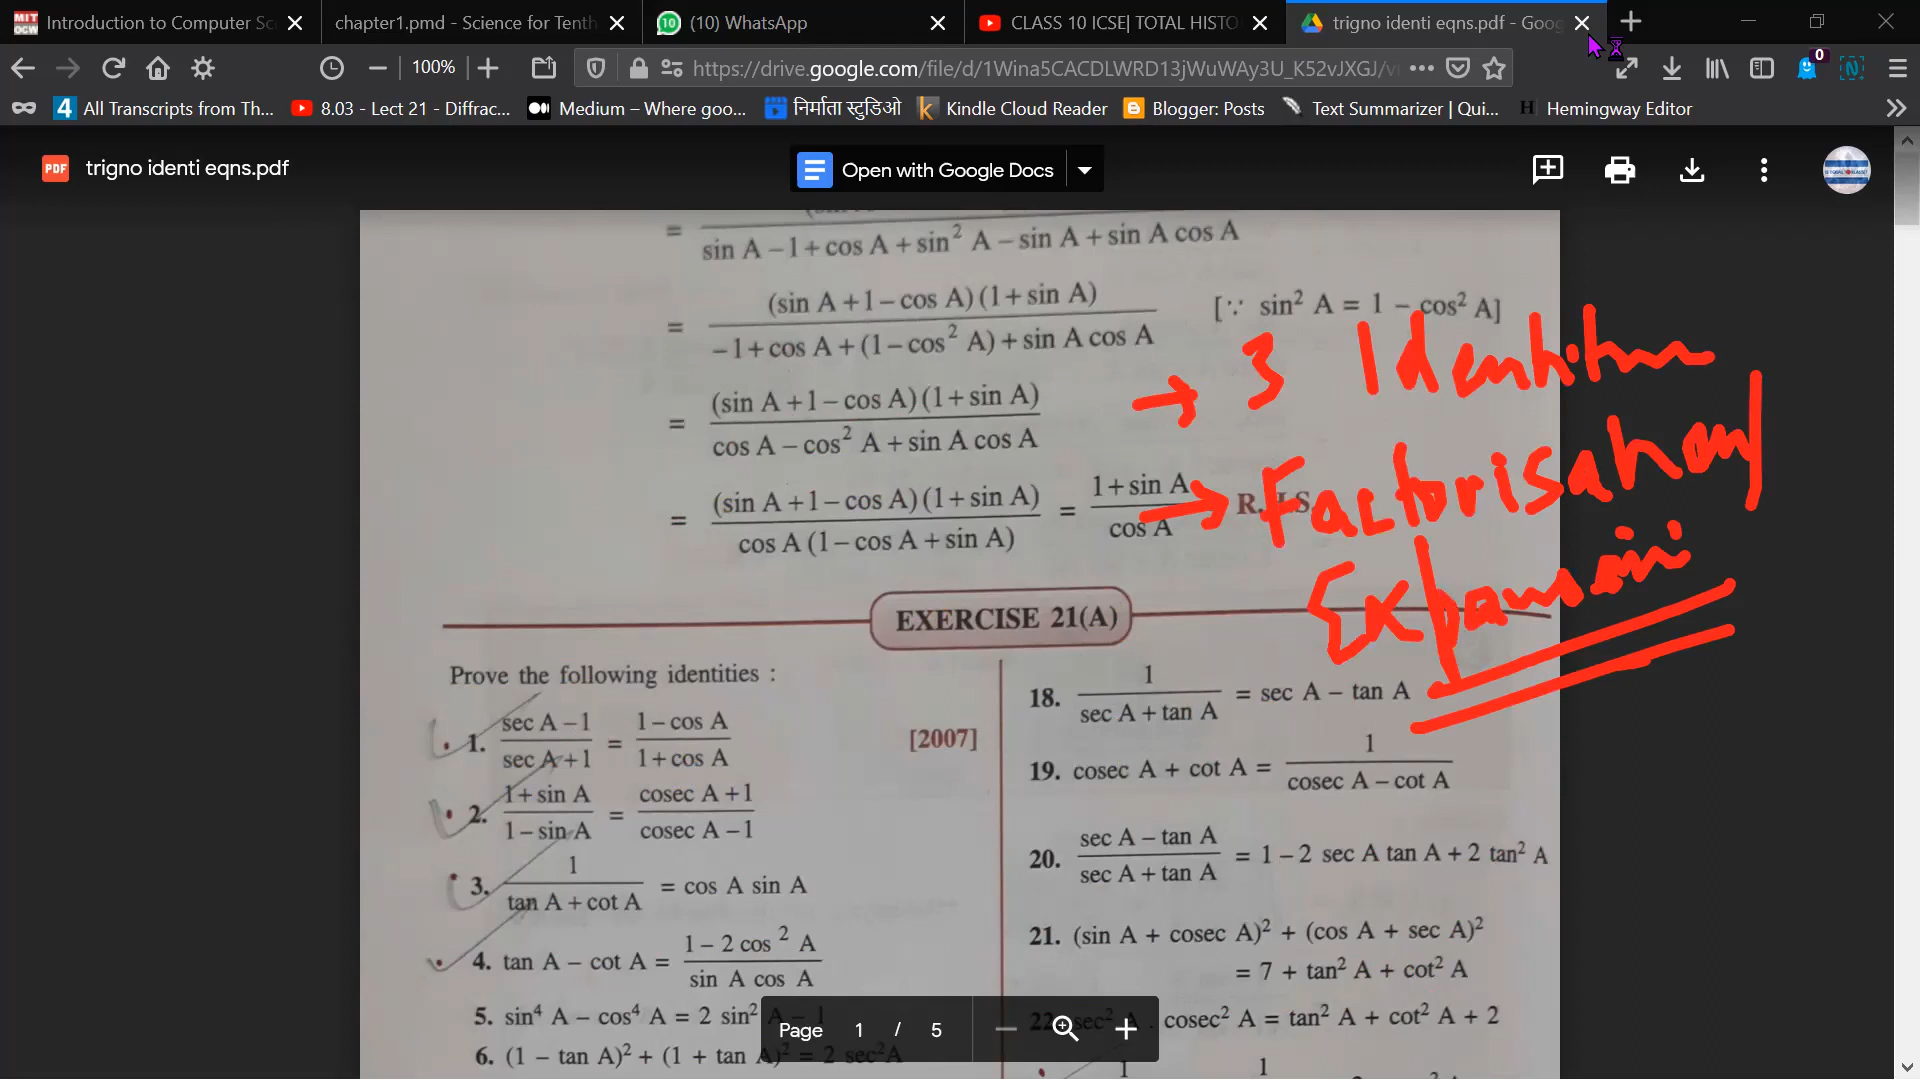 Introduction to Computer Sc
chapter1.pmd - Science for Tenth
(10) WhatsApp
CLASS 10 ICSE| TOTAL HISTO
trigno identi eqns.pdf - Goog
100%
https://drive.google.com/file/d/1Wina5CACDLWRD13jWuWAy3U_K52vJXGJ/vi
0
All Transcripts from Th...
8.03 - Lect 21 - Diffrac...
Medium – Where goo...
निर्माता स्टुडिओ
Kindle Cloud Reader
Blogger: Posts
Text Summarizer | Qui...
Hemingway Editor
PDF
trigno identi eqns.pdf
Open with Google Docs
= sin A – 1 + cos A + sin² A – sin A + sin A cos A
= (sin A + 1 – cos A) (1 + sin A) / –1 + cos A + (1 – cos² A) + sin A cos A [∵ sin² A = 1 – cos² A]
= (sin A + 1 – cos A) (1 + sin A) / cos A – cos² A + sin A cos A
→ 3 Identities
= (sin A + 1 – cos A) (1 + sin A) / cos A (1 – cos A + sin A) = 1 + sin A / cos A R.H.S.
→ Factorisation/
Expansion
EXERCISE 21(A)
Prove the following identities :
1. sec A – 1 / sec A + 1 = 1 – cos A / 1 + cos A [2007]
2. 1 + sin A / 1 – sin A = cosec A + 1 / cosec A – 1
3. 1 / tan A + cot A = cos A sin A
4. tan A – cot A = 1 – 2 cos² A / sin A cos A
5. sin⁴ A – cos⁴ A = 2 sin² A – 1
6. (1 – tan A)² + (1 + tan A)² = 2 sec² A
18. 1 / sec A + tan A = sec A – tan A
19. cosec A + cot A = 1 / cosec A – cot A
20. sec A – tan A / sec A + tan A = 1 – 2 sec A tan A + 2 tan² A
21. (sin A + cosec A)² + (cos A + sec A)²
= 7 + tan² A + cot² A
22. sec² A . cosec² A = tan² A + cot² A + 2
Page 1 / 5